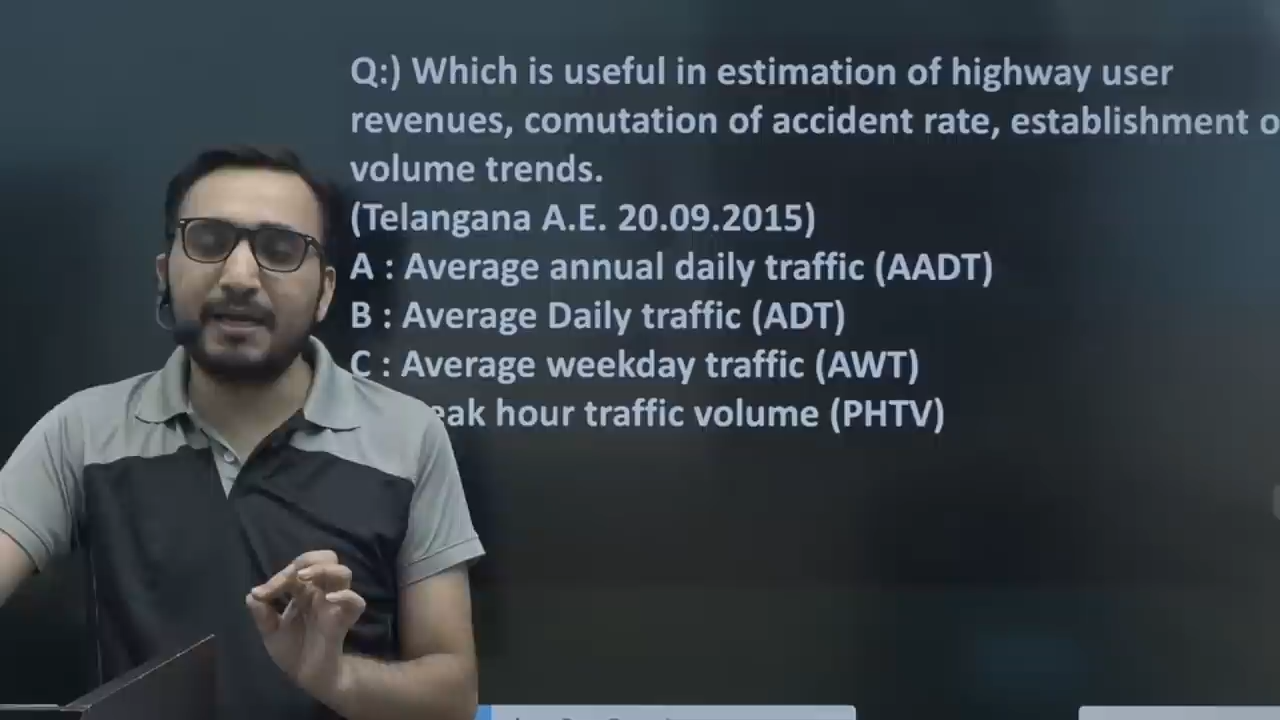 Q:) Which is useful in estimation of highway user
revenues, comutation of accident rate, establishment o
volume trends.
(Telangana A.E. 20.09.2015)
A : Average annual daily traffic (AADT)
B : Average Daily traffic (ADT)
C : Average weekday traffic (AWT)
eak hour traffic volume (PHTV)